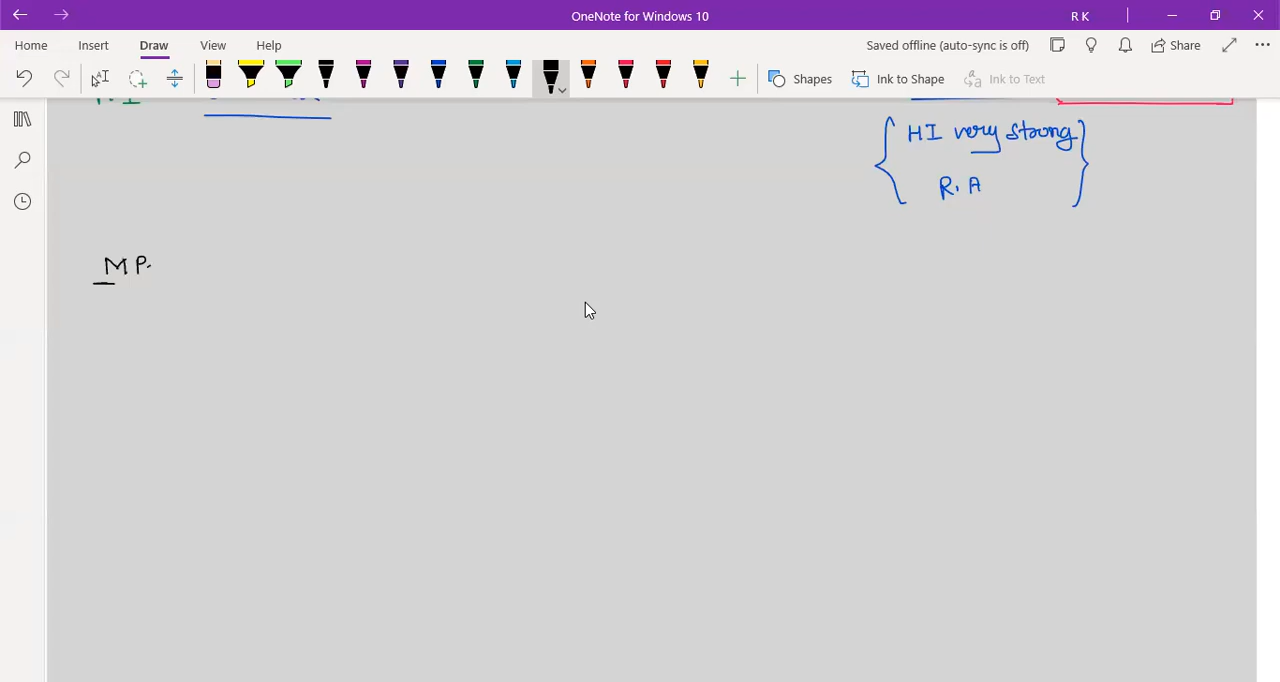 OneNote for Windows 10
R K
Home Insert Draw View Help
Saved offline (auto-sync is off)
Share
Shapes
Ink to Shape
Ink to Text
HI very strong
R. A
M P.